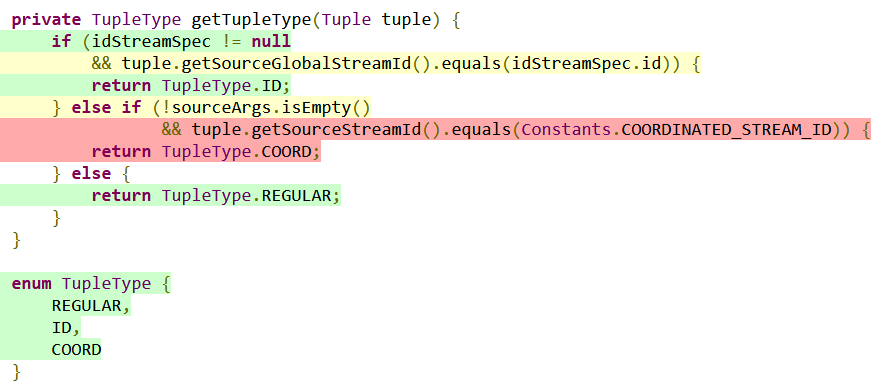 private TupleType getTupleType(Tuple tuple) {
    if (idStreamSpec != null
        && tuple.getSourceGlobalStreamId().equals(idStreamSpec.id)) {
        return TupleType.ID;
    } else if (!sourceArgs.isEmpty()
               && tuple.getSourceStreamId().equals(Constants.COORDINATED_STREAM_ID)) {
        return TupleType.COORD;
    } else {
        return TupleType.REGULAR;
    }
}

enum TupleType {
    REGULAR,
    ID,
    COORD
}